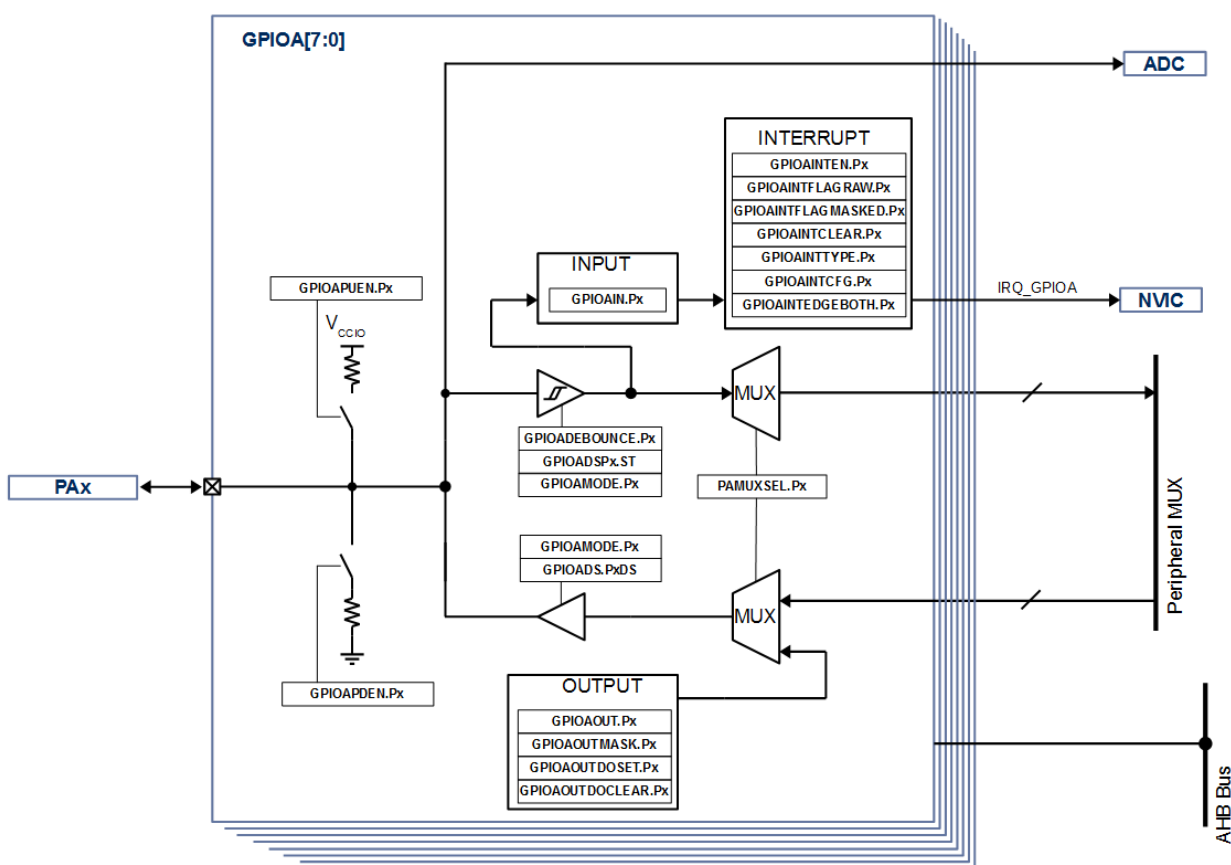 GPIOA[7:0]
ADC
INTERRUPT
GPIOAINTEN.Px
GPIOAINTFLAGRAW.Px
GPIOAINTFLAGMASKED.Px
GPIOAINTCLEAR.Px
GPIOAINTTYPE.Px
GPIOAINTCFG.Px
GPIOAINTEDGEBOTH.Px
INPUT
GPIOAIN.Px
IRQ_GPIOA
NVIC
GPIOAPUEN.Px
VCCIO
MUX
GPIOADEBOUNCE.Px
GPIOADSPx.ST
GPIOAMODE.Px
PAMUXSEL.Px
PAx
GPIOAMODE.Px
GPIOADS.PxDS
MUX
Peripheral MUX
GPIOAPDEN.Px
OUTPUT
GPIOAOUT.Px
GPIOAOUTMASK.Px
GPIOAOUTDOSET.Px
GPIOAOUTDOCLEAR.Px
AHB Bus